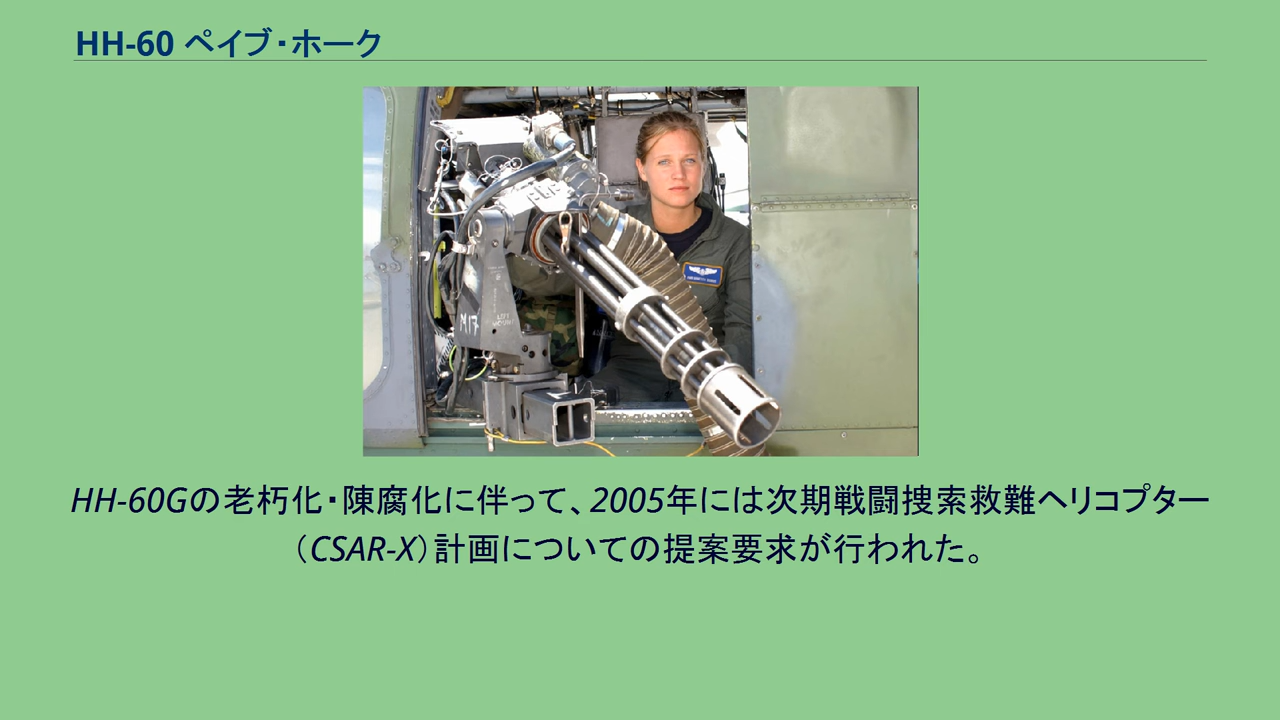 HH-60 ペイブ・ホーク
M17
LEFT
HH-60Gの老朽化・陳腐化に伴って、2005年には次期戦闘捜索救難ヘリコプター
（CSAR-X）計画についての提案要求が行われた。